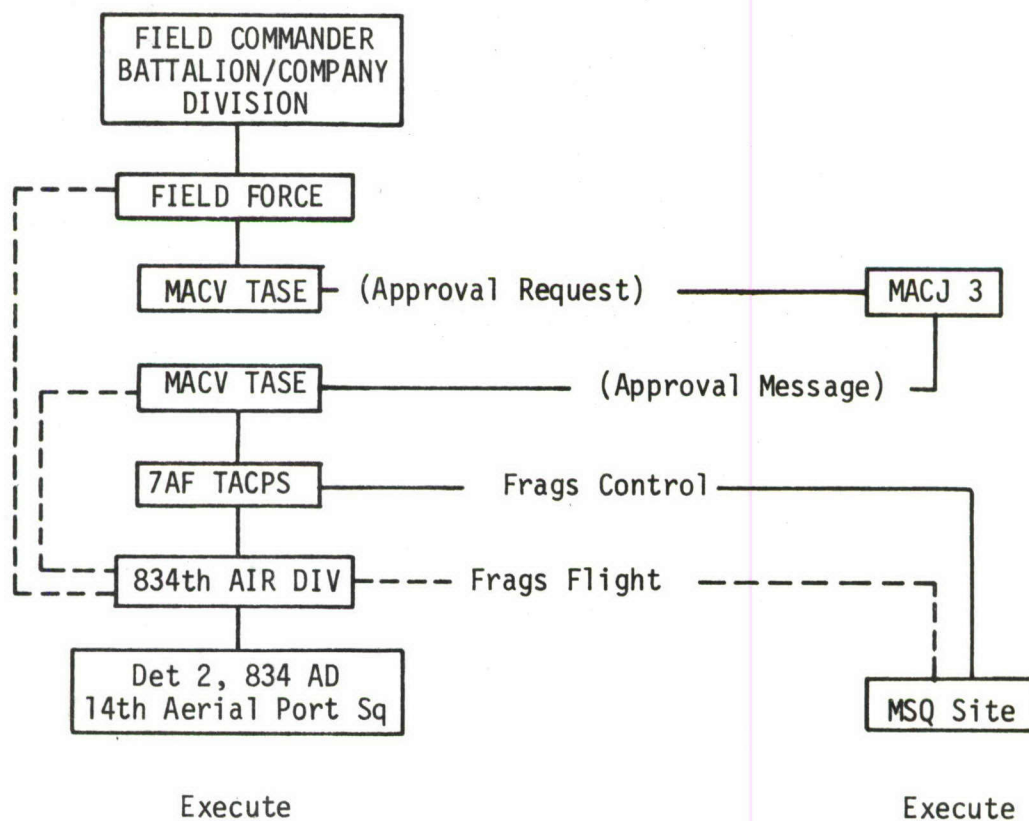 FIELD COMMANDER
BATTALION/COMPANY
DIVISION
FIELD FORCE
MACV TASE
(Approval Request)
MACJ 3
MACV TASE
(Approval Message)
7AF TACPS
Frags Control
834th AIR DIV
Frags Flight
Det 2, 834 AD
14th Aerial Port Sq
MSQ Site
Execute
Execute